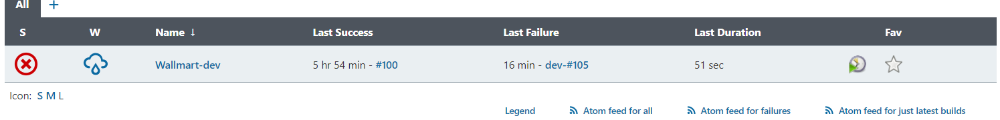 All +
S W Name ↓ Last Success Last Failure Last Duration Fav
Wallmart-dev 5 hr 54 min - #100 16 min - dev-#105 51 sec
Icon: S M L
Legend Atom feed for all Atom feed for failures Atom feed for just latest builds